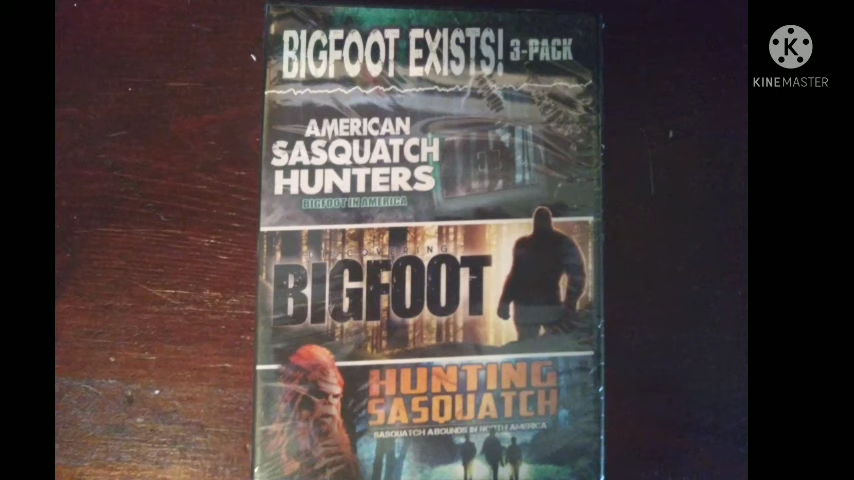 BIGFOOT EXISTS! 3-PACK
K
KINEMASTER
AMERICAN
SASQUATCH
HUNTERS
BIGFOOT IN AMERICA
DISCOVERING
BIGFOOT
HUNTING
SASQUATCH
SASQUATCH ABOUNDS IN NORTH AMERICA